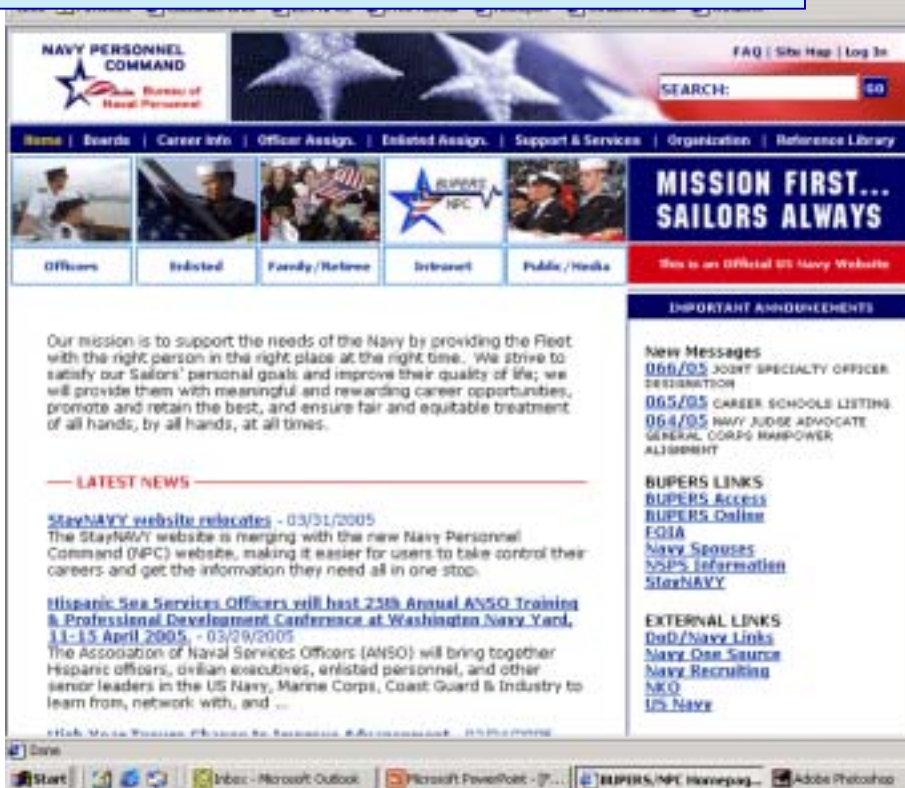 NAVY PERSONNEL
COMMAND
Bureau of
Naval Personnel
FAQ | Site Map | Log In
SEARCH:
GO
Home | Boards | Career Info | Officer Assign. | Enlisted Assign. | Support & Services | Organization | Reference Library
BUPERS
NPC
MISSION FIRST...
SAILORS ALWAYS
Officers
Enlisted
Family/Retiree
Intranet
Public/Media
This is an Official US Navy Website
Our mission is to support the needs of the Navy by providing the Fleet
with the right person in the right place at the right time. We strive to
satisfy our Sailors' personal goals and improve their quality of life; we
will provide them with meaningful and rewarding career opportunities,
promote and retain the best, and ensure fair and equitable treatment
of all hands, by all hands, at all times.
LATEST NEWS
StayNAVY website relocates - 03/31/2005
The StayNAVY website is merging with the new Navy Personnel
Command (NPC) website, making it easier for users to take control their
careers and get the information they need all in one stop.
Hispanic Sea Services Officers will host 25th Annual ANSO Training
& Professional Development Conference at Washington Navy Yard,
11-15 April 2005. - 03/29/2005
The Association of Naval Services Officers (ANSO) will bring together
Hispanic officers, civilian executives, enlisted personnel, and other
senior leaders in the US Navy, Marine Corps, Coast Guard & Industry to
learn from, network with, and ...
IMPORTANT ANNOUNCEMENTS
New Messages
066/05 JOINT SPECIALTY OFFICER
DESIGNATION
065/05 CAREER SCHOOLS LISTING
064/05 NAVY JUDGE ADVOCATE
GENERAL CORPS MANPOWER
ALIGNMENT
BUPERS LINKS
BUPERS Access
BUPERS Online
FOIA
Navy Spouses
NSPS Information
StayNAVY
EXTERNAL LINKS
DoD/Navy Links
Navy One Source
Navy Recruiting
NKO
US Navy
Done
Start
Inbox - Microsoft Outlook
Microsoft PowerPoint - [P...
BUPERS/NPC Homepag...
Adobe Photoshop